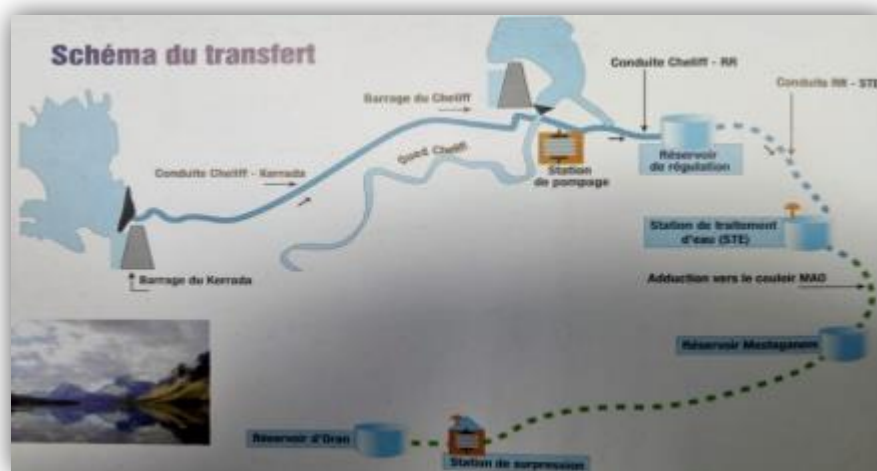 Schéma du transfert
Conduite Cheliff - RR
Conduite RR - STE
Barrage du Cheliff
Oued Cheliff
Conduite Cheliff - Kerrada
Station
de pompage
Réservoir
de régulation
Station de traitement
d'eau (STE)
Barrage du Kerrada
Adduction vers le couloir MAO
Réservoir Mostaganem
Réservoir d'Oran
Station de surpression